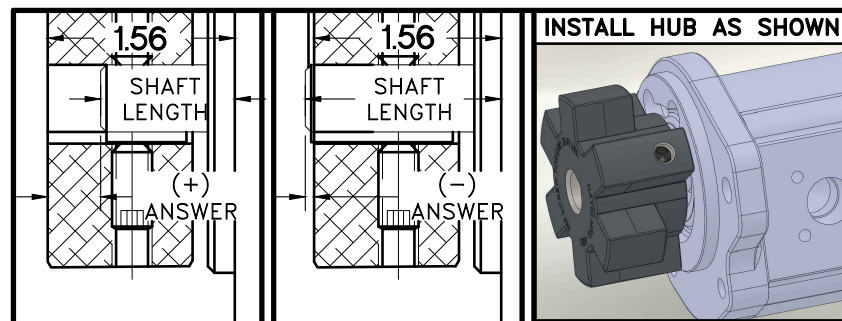 1.56
SHAFT
LENGTH
(+)
ANSWER
1.56
SHAFT
LENGTH
(-)
ANSWER
INSTALL HUB AS SHOWN